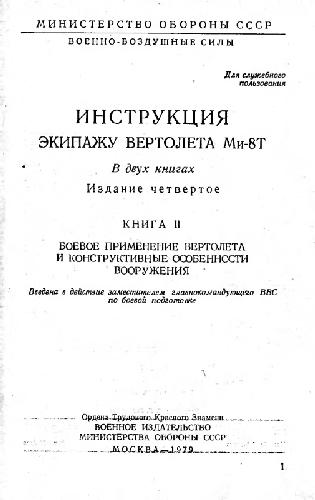 МИНИСТЕРСТВО ОБОРОНЫ СССР
ВОЕННО-ВОЗДУШНЫЕ СИЛЫ
Для служебного
пользования
ИНСТРУКЦИЯ
ЭКИПАЖУ ВЕРТОЛЕТА Ми-8Т
В двух книгах
Издание четвертое
КНИГА II
БОЕВОЕ ПРИМЕНЕНИЕ ВЕРТОЛЕТА
И КОНСТРУКТИВНЫЕ ОСОБЕННОСТИ
ВООРУЖЕНИЯ
Введена в действие заместителем главнокомандующего ВВС
по боевой подготовке
Ордена Трудового Красного Знамени
ВОЕННОЕ ИЗДАТЕЛЬСТВО
МИНИСТЕРСТВА ОБОРОНЫ СССР
МОСКВА—1979
1